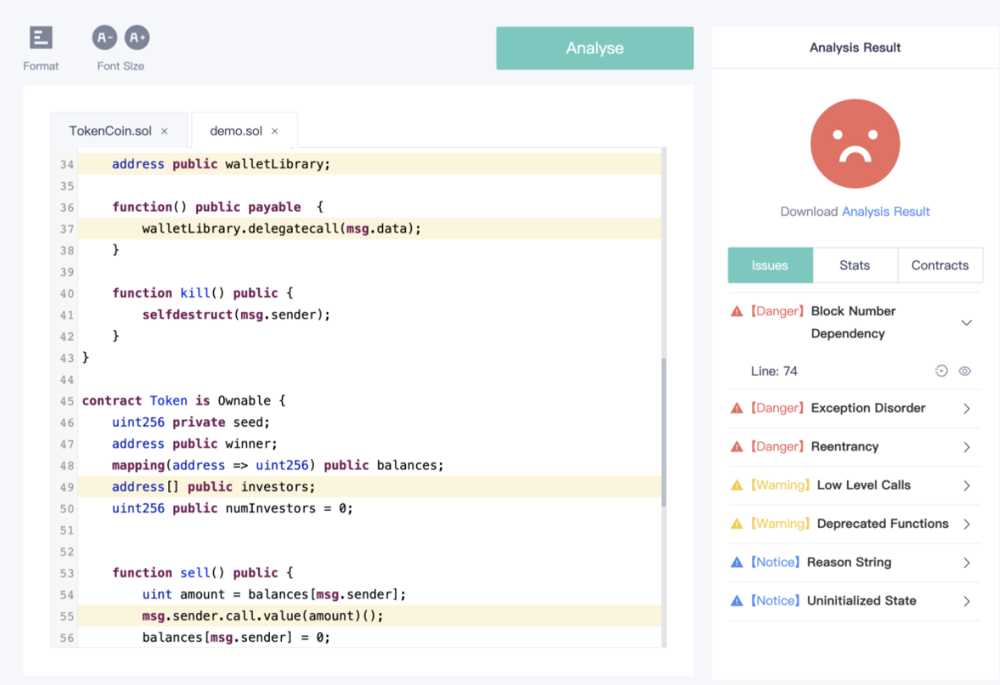 Format
A- A+
Font Size
Analyse
TokenCoin.sol ×
demo.sol ×
34 address public walletLibrary;
35
36 function() public payable {
37 walletLibrary.delegatecall(msg.data);
38 }
39
40 function kill() public {
41 selfdestruct(msg.sender);
42 }
43 }
44
45 contract Token is Ownable {
46 uint256 private seed;
47 address public winner;
48 mapping(address => uint256) public balances;
49 address[] public investors;
50 uint256 public numInvestors = 0;
51
52
53 function sell() public {
54 uint amount = balances[msg.sender];
55 msg.sender.call.value(amount)();
56 balances[msg.sender] = 0;
Analysis Result
Download Analysis Result
Issues
Stats
Contracts
【Danger】 Block Number
Dependency
Line: 74
【Danger】 Exception Disorder
【Danger】 Reentrancy
【Warning】 Low Level Calls
【Warning】 Deprecated Functions
【Notice】 Reason String
【Notice】 Uninitialized State